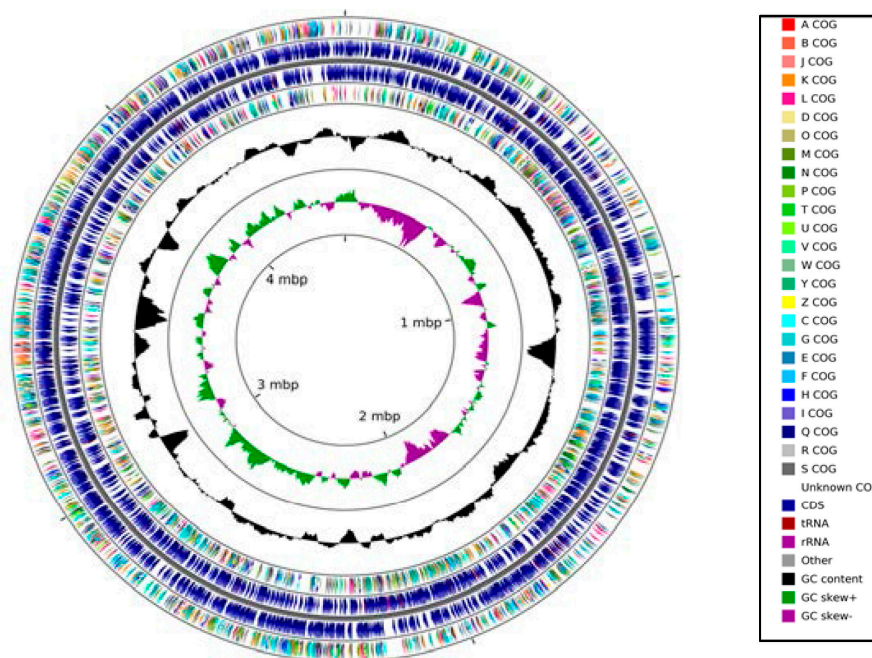 4 mbp
1 mbp
3 mbp
2 mbp
A COG
B COG
J COG
K COG
L COG
D COG
O COG
M COG
N COG
P COG
T COG
U COG
V COG
W COG
Y COG
Z COG
C COG
G COG
E COG
F COG
H COG
I COG
Q COG
R COG
S COG
Unknown CO
CDS
tRNA
rRNA
Other
GC content
GC skew+
GC skew-